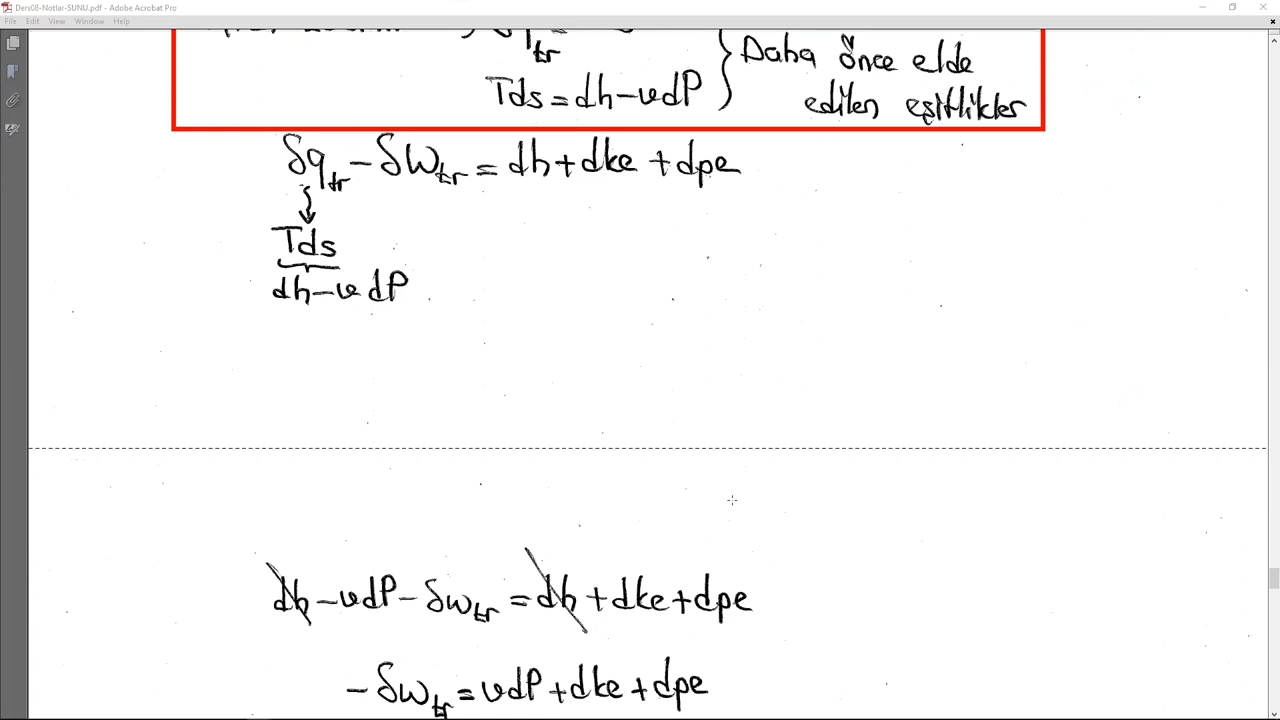 Ders08-Notlar-SUNU.pdf - Adobe Acrobat Pro
File Edit View Window Help
Daha önce elde
Tds = dh - vdP
edilen eşitlikler
δq_tr - δw_tr = dh + dke + dpe
Tds
dh - vdP
dh - vdP - δw_tr = dh + dke + dpe
- δw_tr = vdP + dke + dpe